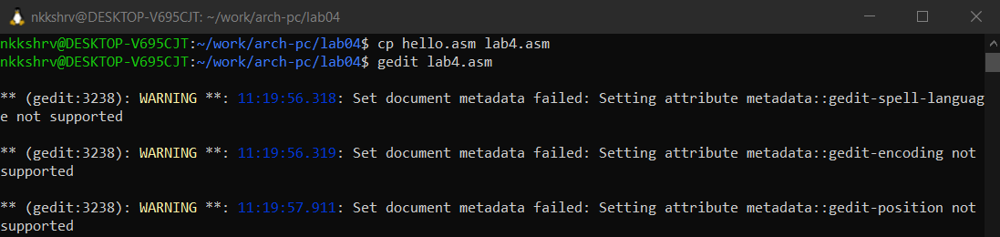 nkkshrv@DESKTOP-V695CJT: ~/work/arch-pc/lab04
nkkshrv@DESKTOP-V695CJT:~/work/arch-pc/lab04$ cp hello.asm lab4.asm
nkkshrv@DESKTOP-V695CJT:~/work/arch-pc/lab04$ gedit lab4.asm
** (gedit:3238): WARNING **: 11:19:56.318: Set document metadata failed: Setting attribute metadata::gedit-spell-languag
e not supported
** (gedit:3238): WARNING **: 11:19:56.319: Set document metadata failed: Setting attribute metadata::gedit-encoding not
supported
** (gedit:3238): WARNING **: 11:19:57.911: Set document metadata failed: Setting attribute metadata::gedit-position not
supported